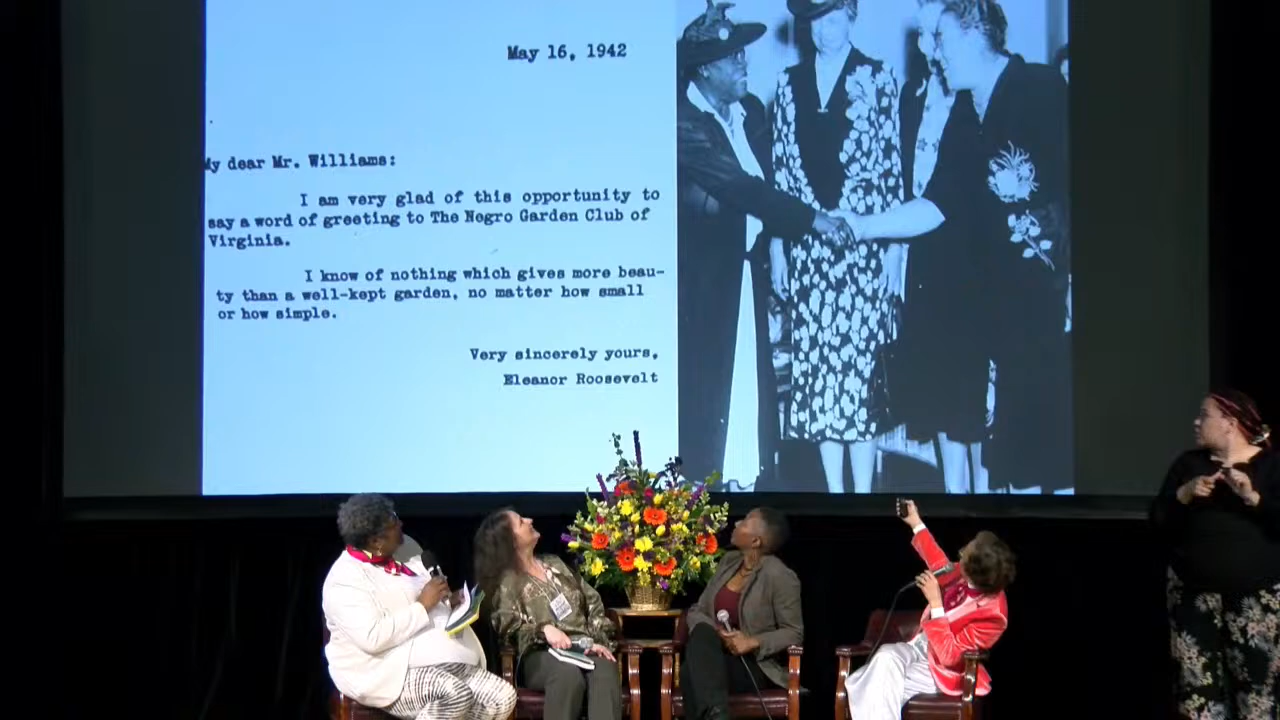 May 16, 1942
My dear Mr. Williams:
I am very glad of this opportunity to
say a word of greeting to The Negro Garden Club of
Virginia.
I know of nothing which gives more beau-
ty than a well-kept garden, no matter how small
or how simple.
Very sincerely yours,
Eleanor Roosevelt